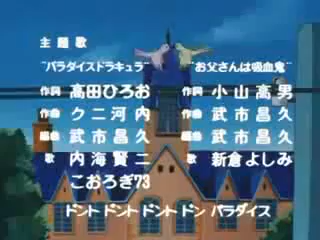 主題歌
"パラダイスドラキュラ"
作詞 高田ひろお
作曲 クニ河内
編曲 武市昌久
歌 内海賢二
こおろぎ'73
"お父さんは吸血鬼"
作詞 小山高男
作曲 武市昌久
編曲 武市昌久
歌 新倉よしみ
ドント ドント ドント ドン パラダイス